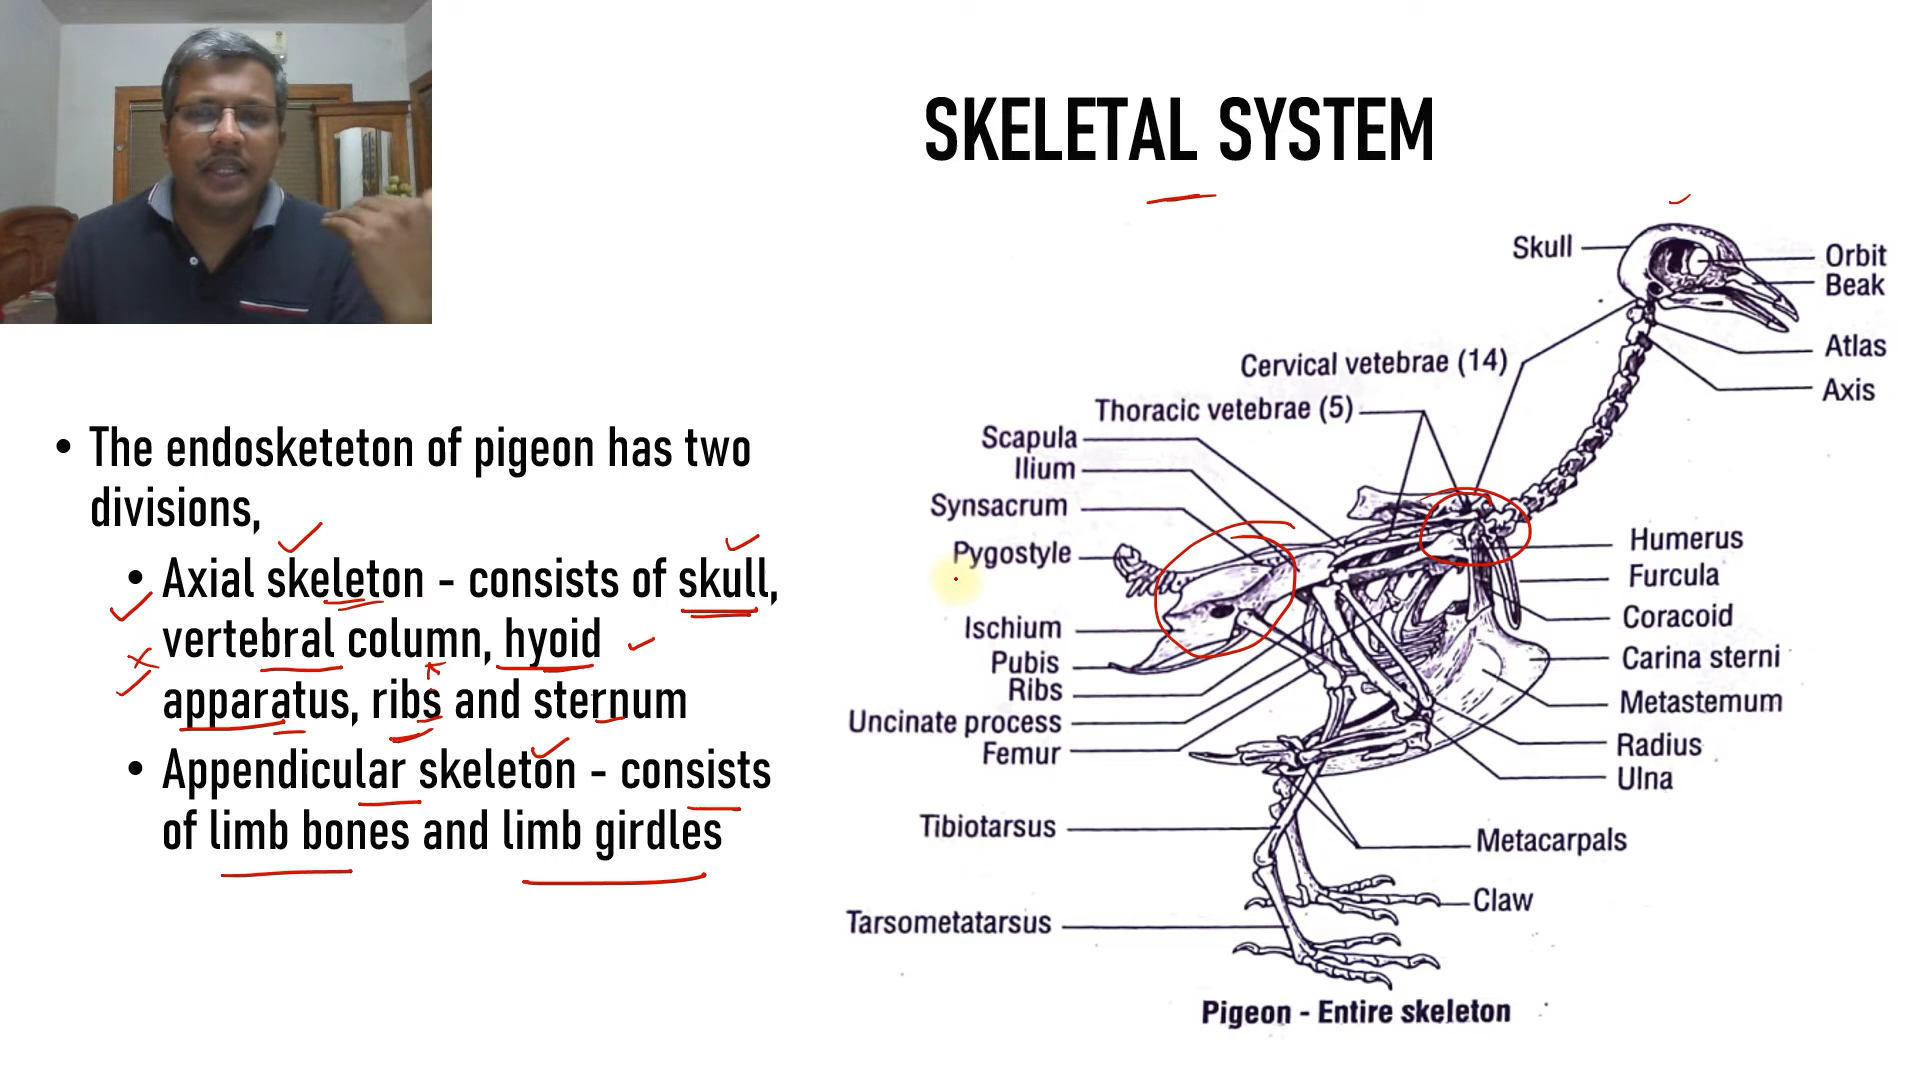 SKELETAL SYSTEM
• The endosketeton of pigeon has two
divisions,
• Axial skeleton - consists of skull,
vertebral column, hyoid
apparatus, ribs and sternum
• Appendicular skeleton - consists
of limb bones and limb girdles
Skull
Orbit
Beak
Atlas
Axis
Cervical vetebrae (14)
Thoracic vetebrae (5)
Scapula
Ilium
Synsacrum
Pygostyle
Ischium
Pubis
Ribs
Uncinate process
Femur
Tibiotarsus
Tarsometatarsus
Humerus
Furcula
Coracoid
Carina sterni
Metastemum
Radius
Ulna
Metacarpals
Claw
Pigeon - Entire skeleton